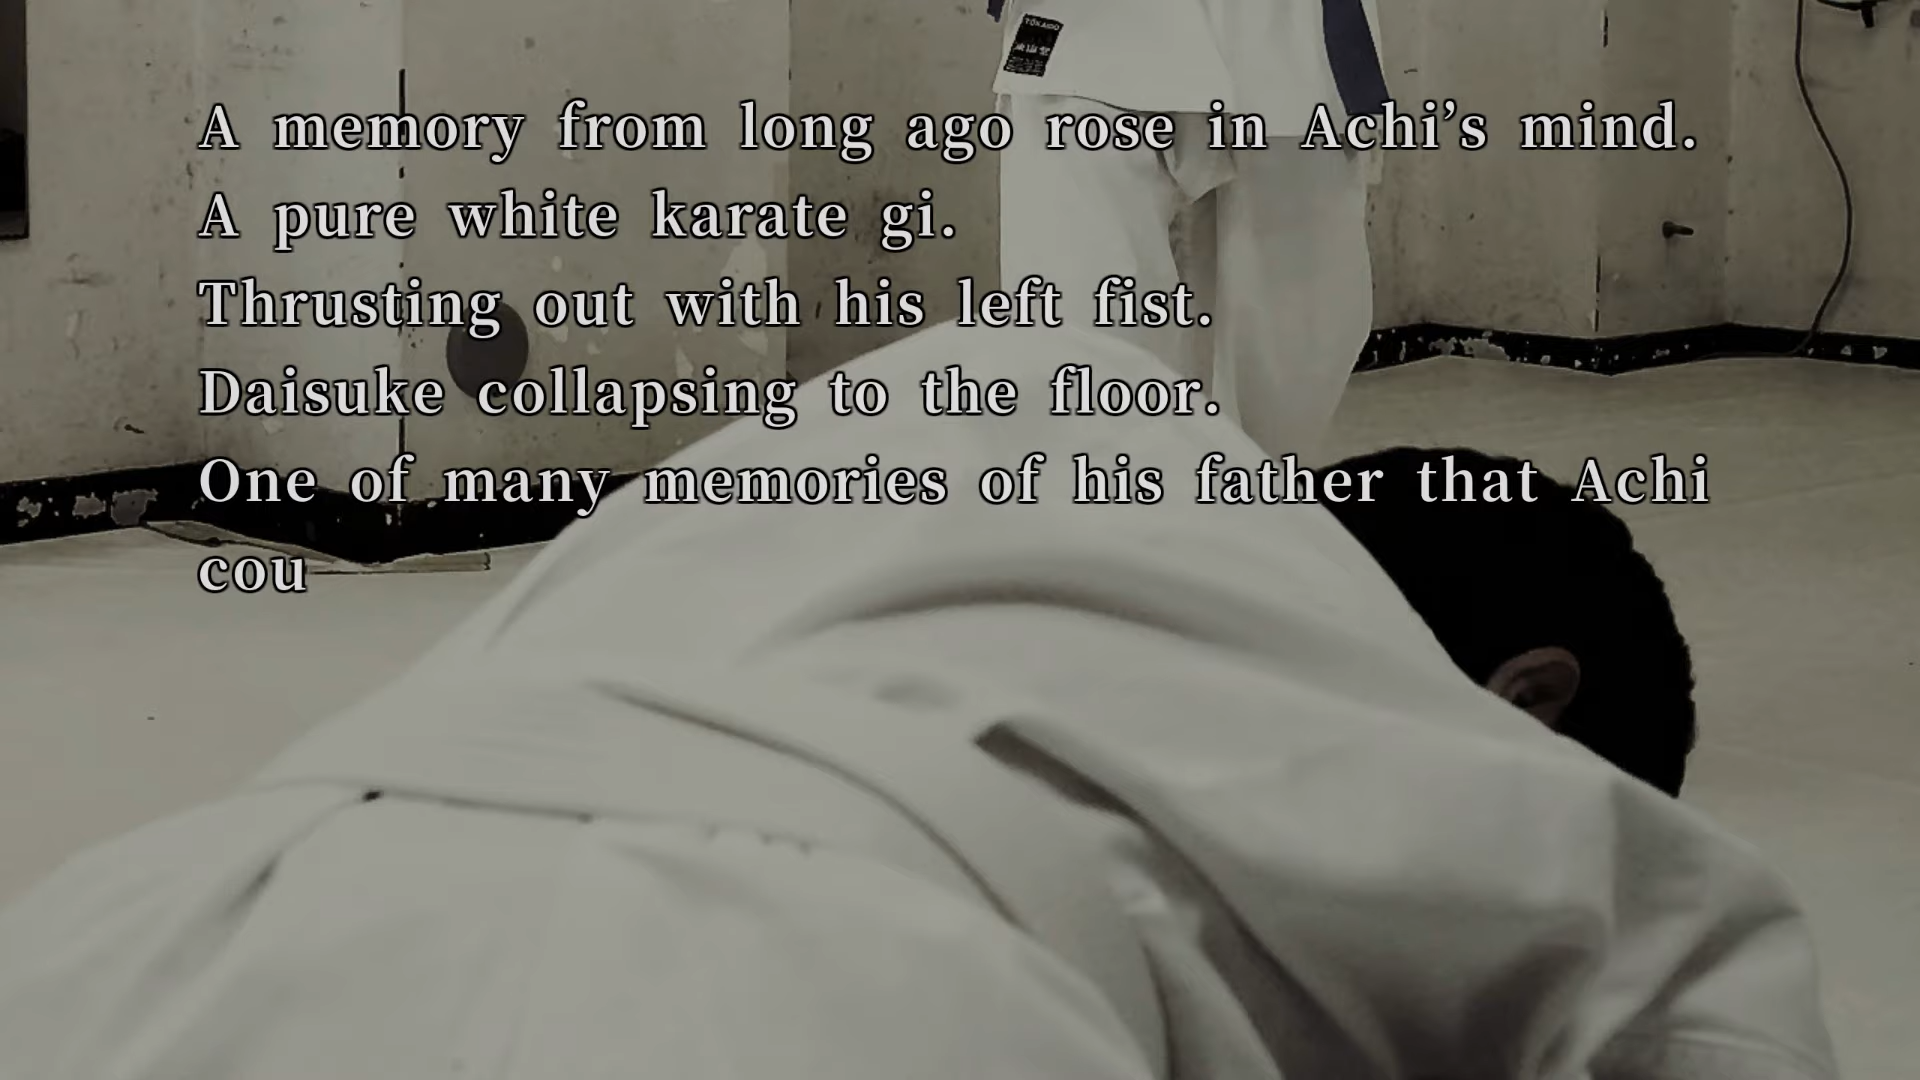 TOKAIDO
A memory from long ago rose in Achi’s mind.
A pure white karate gi.
Thrusting out with his left fist.
Daisuke collapsing to the floor.
One of many memories of his father that Achi
cou